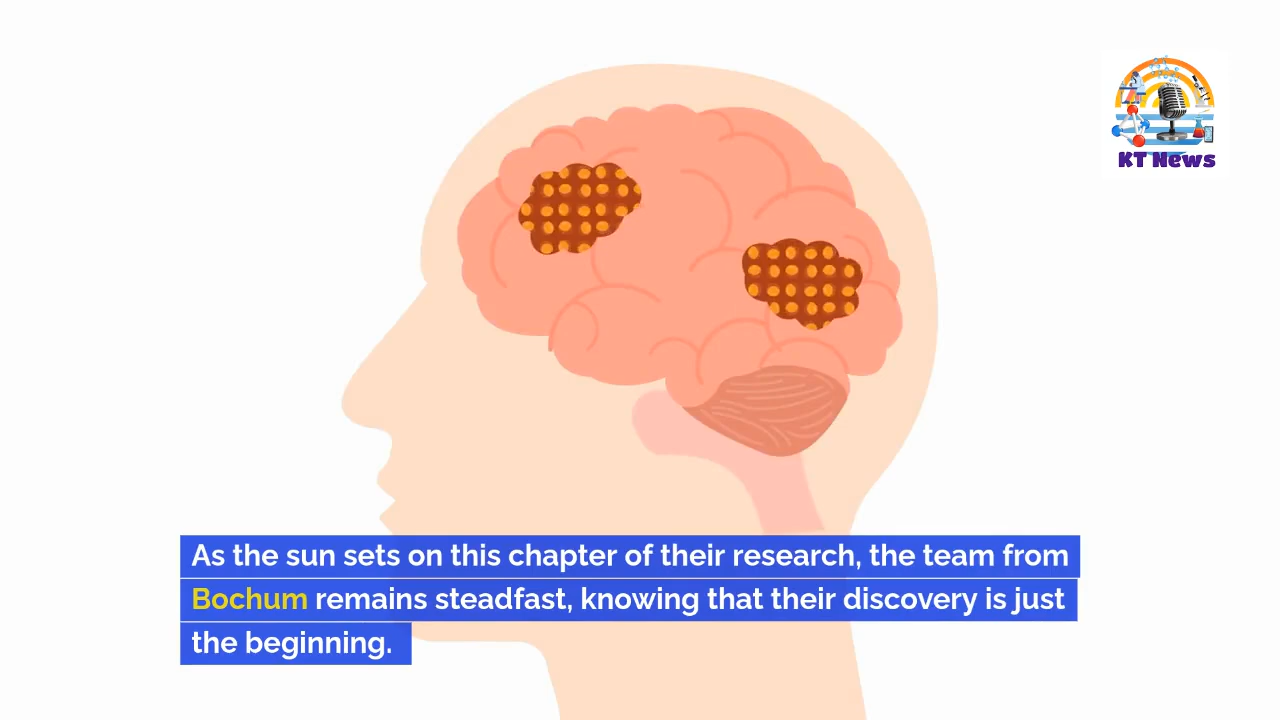 KT News
As the sun sets on this chapter of their research, the team from
Bochum remains steadfast, knowing that their discovery is just
the beginning.